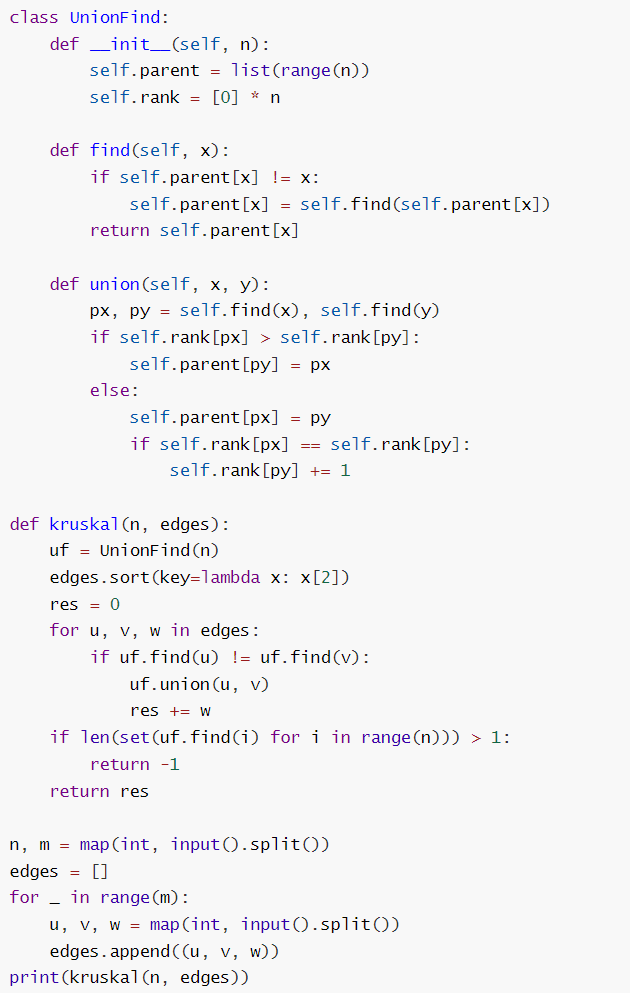 class UnionFind:
    def __init__(self, n):
        self.parent = list(range(n))
        self.rank = [0] * n

    def find(self, x):
        if self.parent[x] != x:
            self.parent[x] = self.find(self.parent[x])
        return self.parent[x]

    def union(self, x, y):
        px, py = self.find(x), self.find(y)
        if self.rank[px] > self.rank[py]:
            self.parent[py] = px
        else:
            self.parent[px] = py
            if self.rank[px] == self.rank[py]:
                self.rank[py] += 1

def kruskal(n, edges):
    uf = UnionFind(n)
    edges.sort(key=lambda x: x[2])
    res = 0
    for u, v, w in edges:
        if uf.find(u) != uf.find(v):
            uf.union(u, v)
            res += w
    if len(set(uf.find(i) for i in range(n))) > 1:
        return -1
    return res

n, m = map(int, input().split())
edges = []
for _ in range(m):
    u, v, w = map(int, input().split())
    edges.append((u, v, w))
print(kruskal(n, edges))